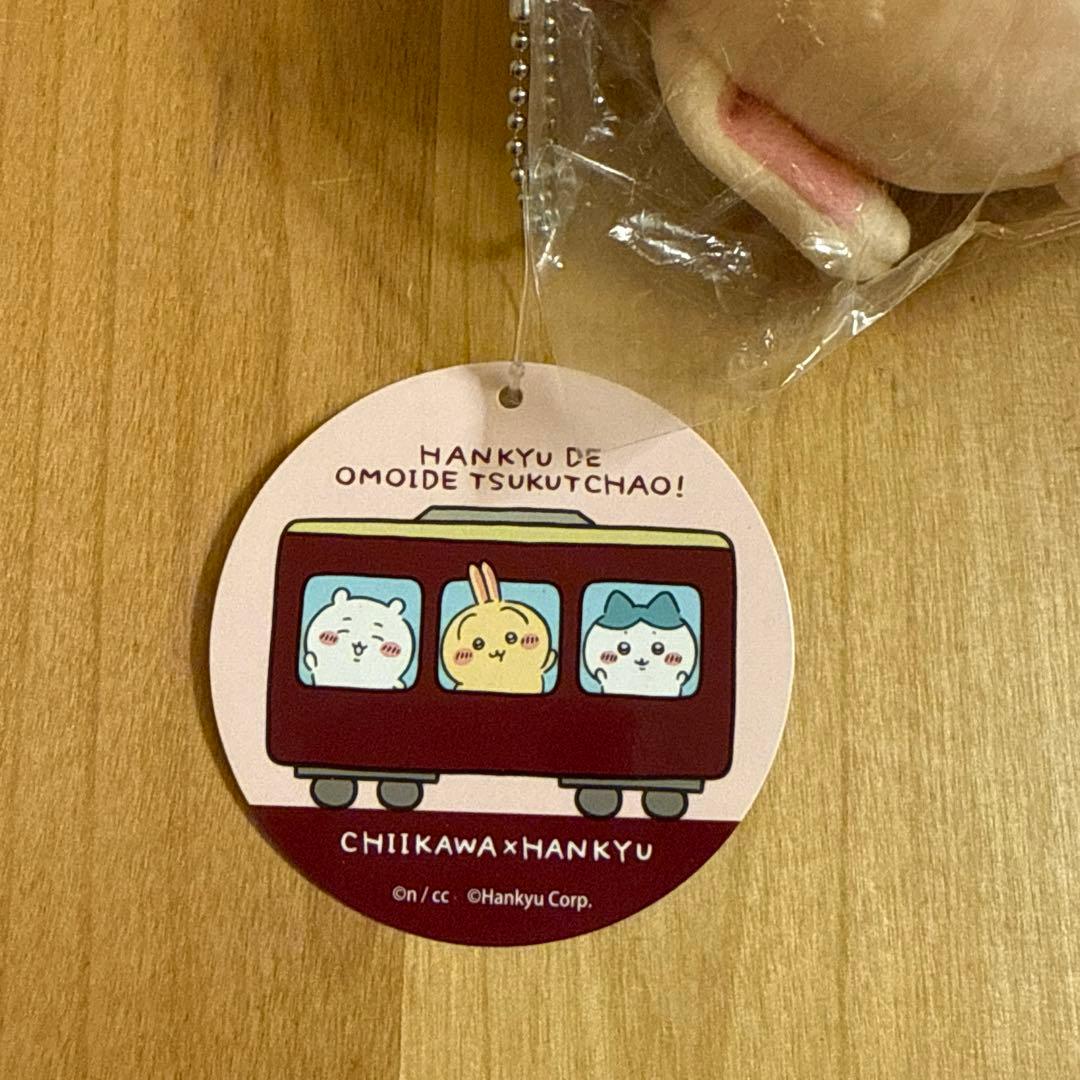 HANKYU DE
OMOIDE TSUKUTCHAO!
CHIIKAWA×HANKYU
©n / cc ©Hankyu Corp.